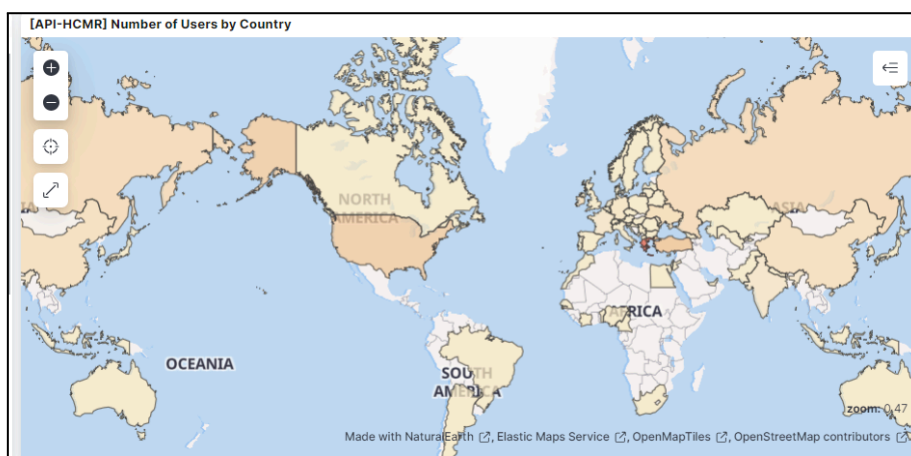 [API-HCMR] Number of Users by Country
NORTH
AMERICA
ASIA
AFRICA
OCEANIA
SOUTH
AMERICA
zoom: 0.47
Made with NaturalEarth, Elastic Maps Service, OpenMapTiles, OpenStreetMap contributors